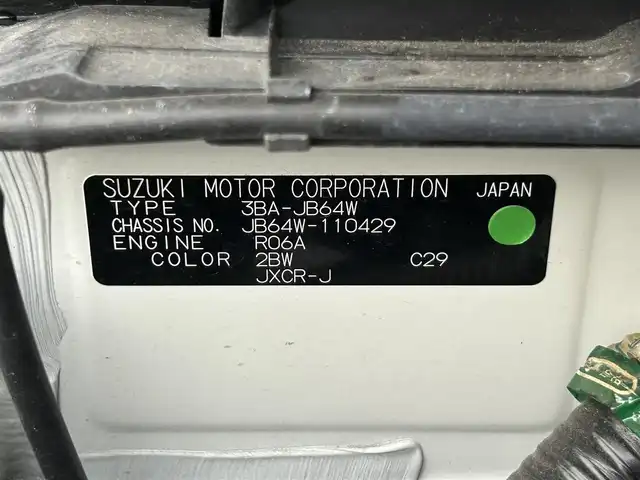 SUZUKI MOTOR CORPORATION JAPAN
TYPE 3BA-JB64W
CHASSIS NO. JB64W-110429
ENGINE R06A
COLOR 2BW C29
JXCR-J